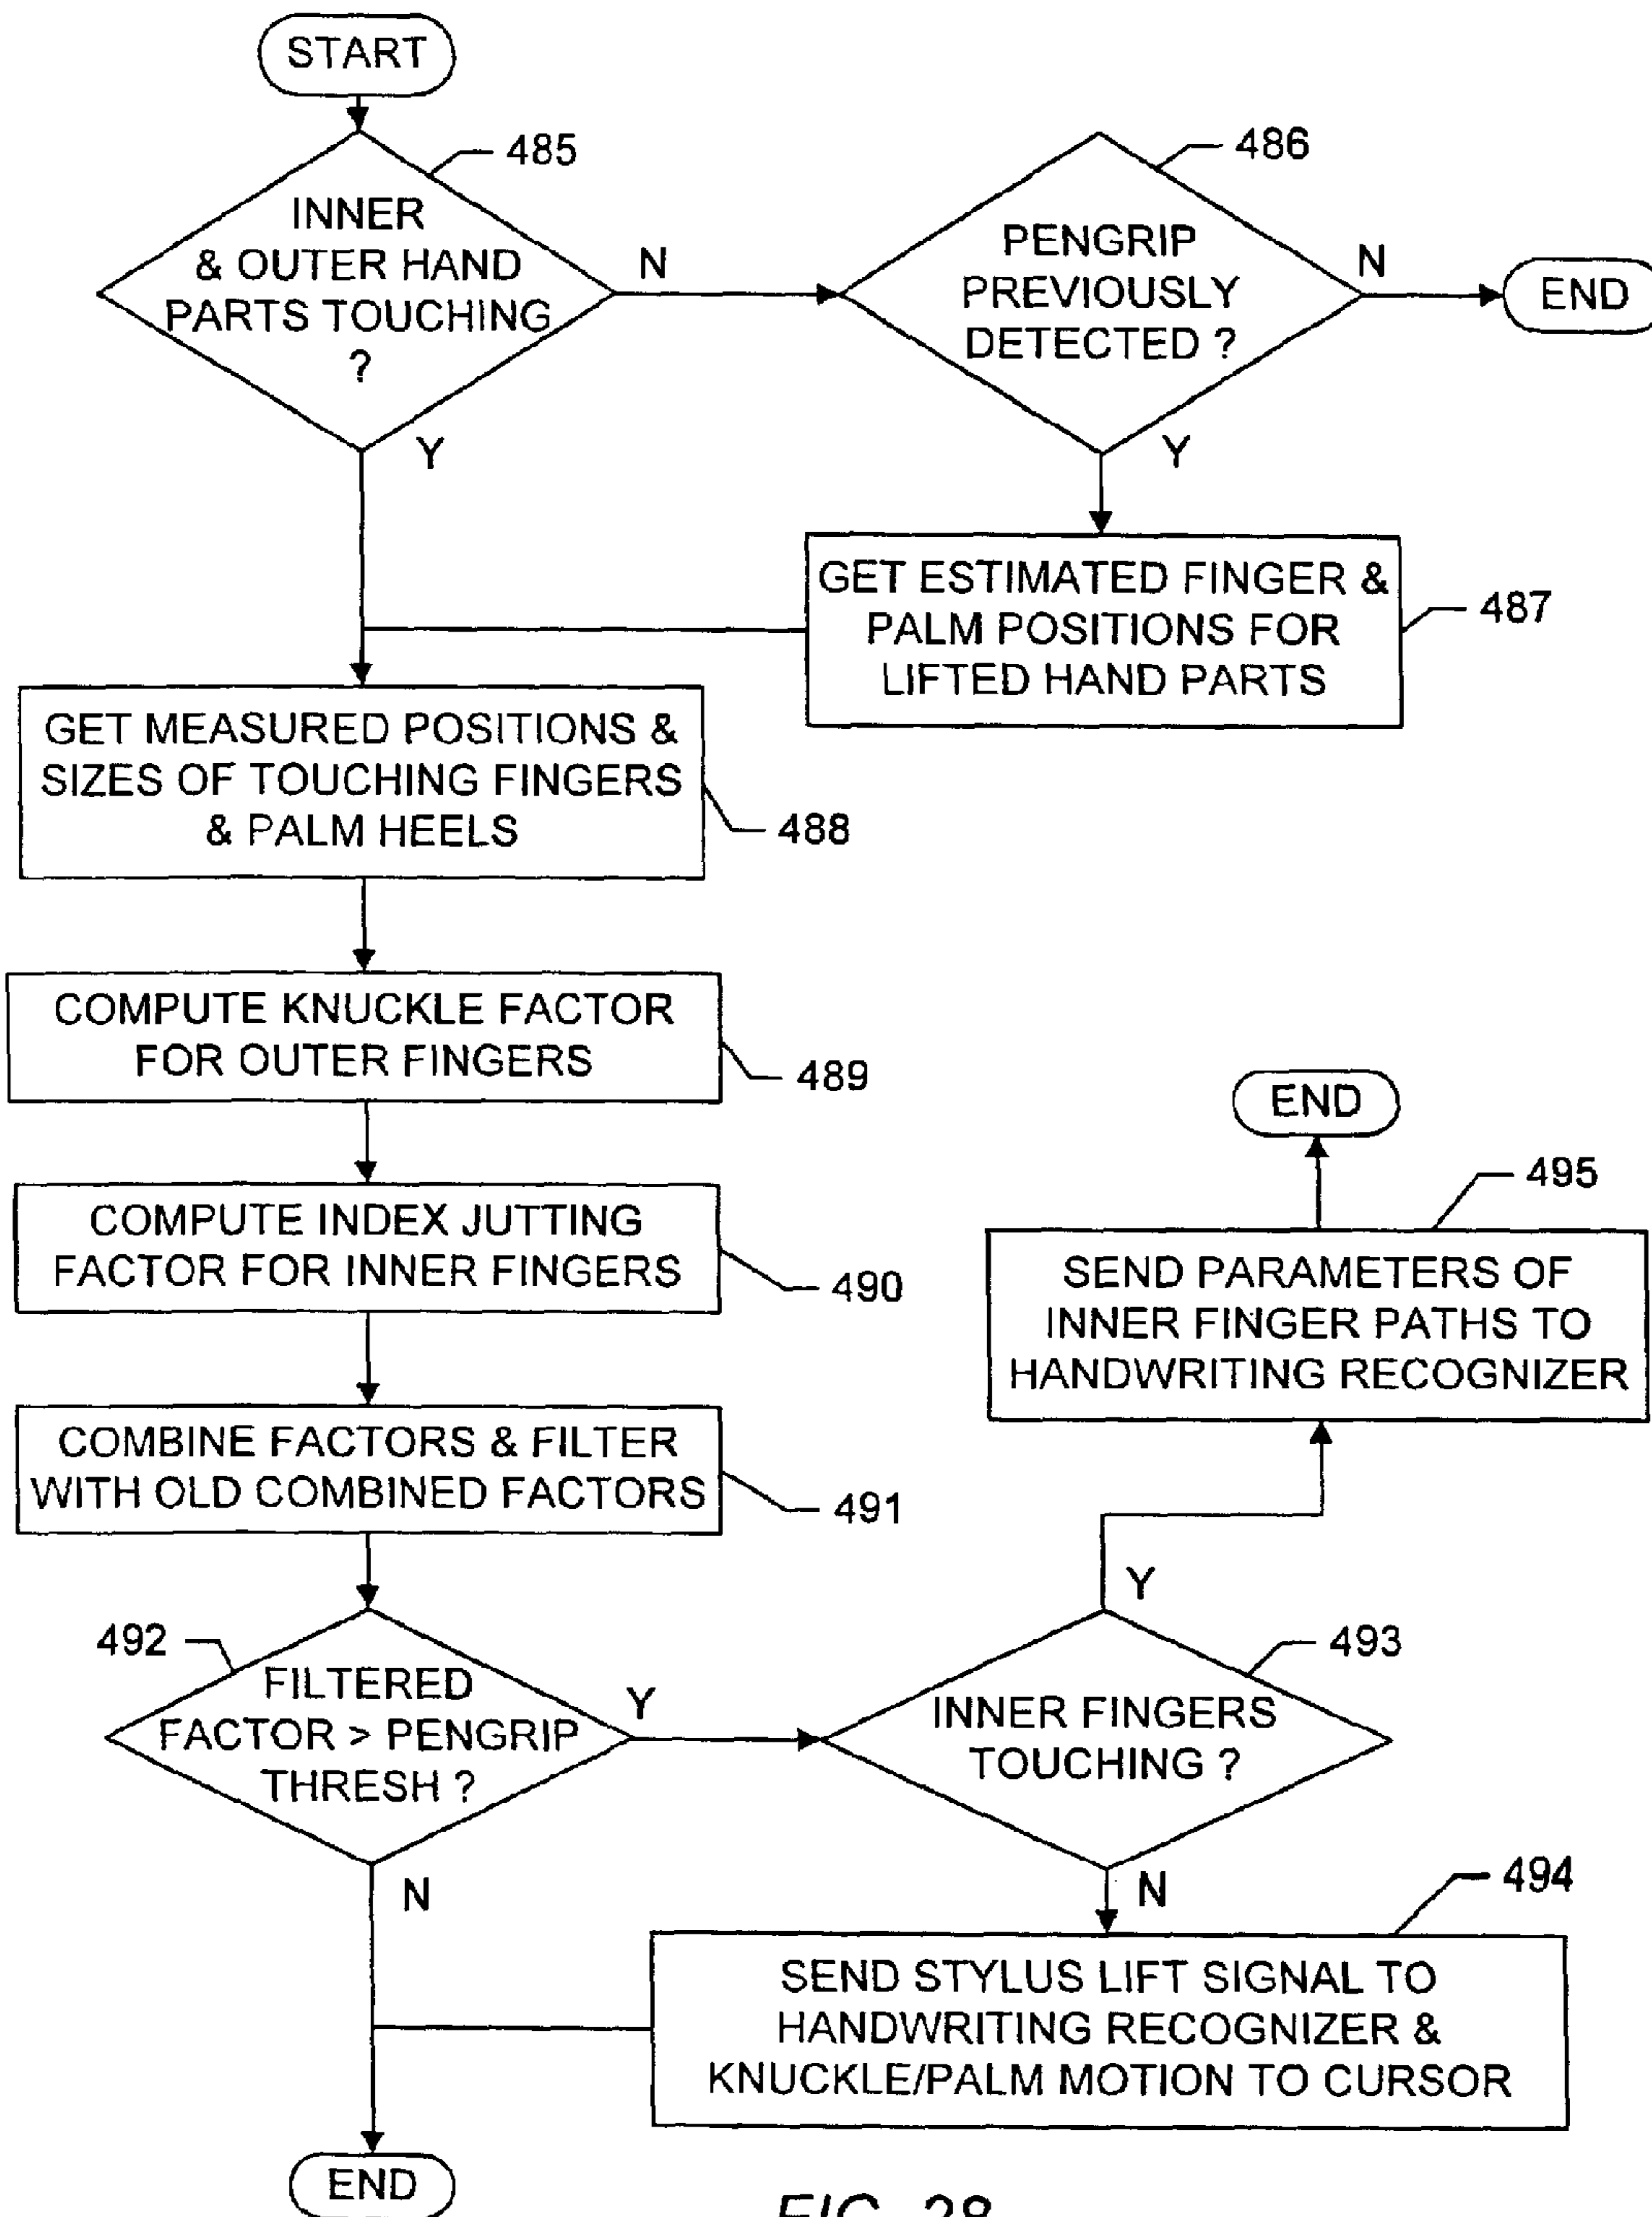 START
485
INNER
& OUTER HAND
PARTS TOUCHING
?
N
Y
486
PENGRIP
PREVIOUSLY
DETECTED ?
N
END
Y
GET ESTIMATED FINGER &
PALM POSITIONS FOR
LIFTED HAND PARTS
487
GET MEASURED POSITIONS &
SIZES OF TOUCHING FINGERS
& PALM HEELS
488
COMPUTE KNUCKLE FACTOR
FOR OUTER FINGERS
489
COMPUTE INDEX JUTTING
FACTOR FOR INNER FINGERS
490
COMBINE FACTORS & FILTER
WITH OLD COMBINED FACTORS
491
492
FILTERED
FACTOR > PENGRIP
THRESH ?
Y
N
493
INNER FINGERS
TOUCHING ?
Y
N
END
495
SEND PARAMETERS OF
INNER FINGER PATHS TO
HANDWRITING RECOGNIZER
494
SEND STYLUS LIFT SIGNAL TO
HANDWRITING RECOGNIZER &
KNUCKLE/PALM MOTION TO CURSOR
END
FIG. 28